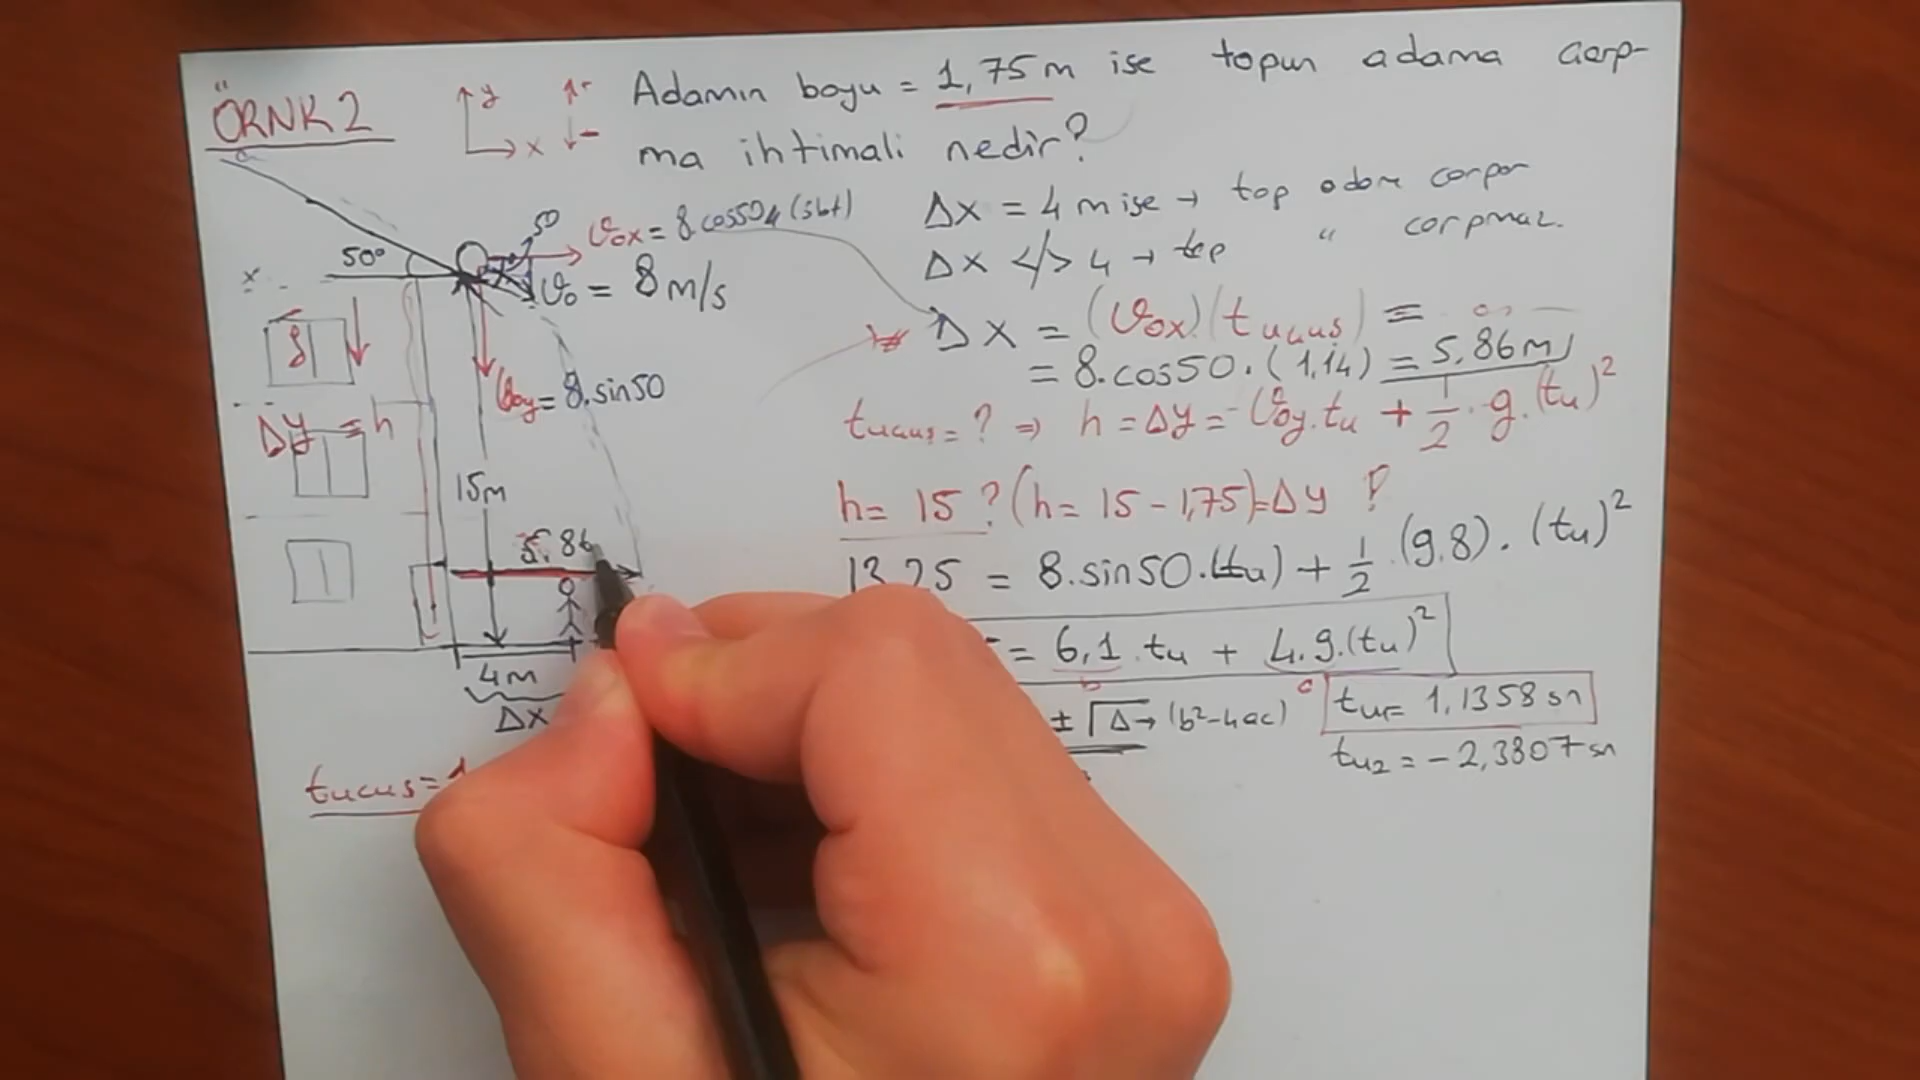 ÖRNK 2
y
x
+
-
Adamın boyu = 1,75 m ise topun adama çarp-
ma ihtimali nedir?
Δx = 4 m ise → top adama çarpar
Δx </> 4 → top " çarpmaz.
50
50°
x
Vox = 8.cos50 (sbt)
V0 = 8 m/s
g
Voy = 8.sin50
Δy = h
15m
5.86
4m
Δx
tucus =
Δx = (Vox)(tucus) =
= 8.cos50.(1,14) = 5,86 m
tucus = ? ⇒ h = Δy = Voy.tu + 1/2.g.(tu)²
h = 15 ? (h = 15 - 1,75) = Δy ?
13,25 = 8.sin50.(tu) + 1/2.(9.8).(tu)²
= 6,1.tu + 4.9.(tu)²
b
a
± √Δ → (b²-4ac)
tu1 = 1,1358 sn
tu2 = -2,3807 sn